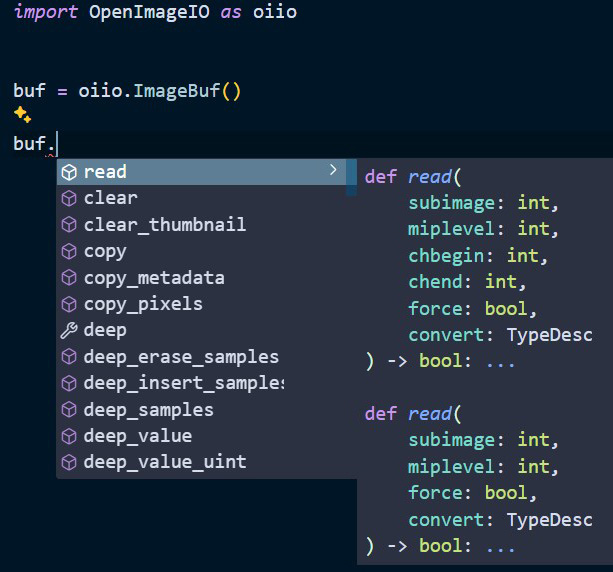 import OpenImageIO as oiio
buf = oiio.ImageBuf()
buf.
read
clear
clear_thumbnail
copy
copy_metadata
copy_pixels
deep
deep_erase_samples
deep_insert_samples
deep_samples
deep_value
deep_value_uint
def read(
subimage: int,
miplevel: int,
chbegin: int,
chend: int,
force: bool,
convert: TypeDesc
) -> bool: ...
def read(
subimage: int,
miplevel: int,
force: bool,
convert: TypeDesc
) -> bool: ...